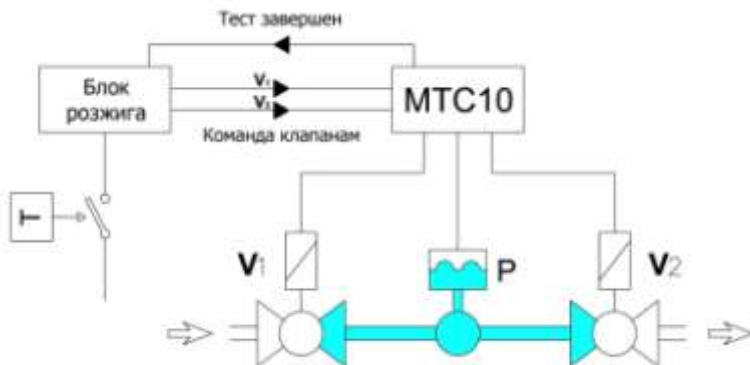 Тест завершен
Блок
розжига
V1
V2
МТС10
Команда клапанам
T
V1
P
V2